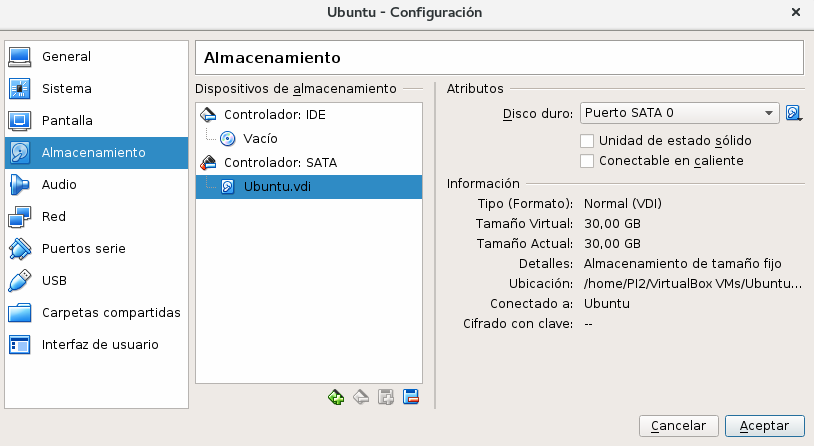 Ubuntu - Configuración
General
Sistema
Pantalla
Almacenamiento
Audio
Red
Puertos serie
USB
Carpetas compartidas
Interfaz de usuario
Almacenamiento
Dispositivos de almacenamiento
Controlador: IDE
Vacío
Controlador: SATA
Ubuntu.vdi
Atributos
Disco duro: Puerto SATA 0
Unidad de estado sólido
Conectable en caliente
Información
Tipo (Formato): Normal (VDI)
Tamaño Virtual: 30,00 GB
Tamaño Actual: 30,00 GB
Detalles: Almacenamiento de tamaño fijo
Ubicación: /home/PI2/VirtualBox VMs/Ubuntu...
Conectado a: Ubuntu
Cifrado con clave: --
Cancelar Aceptar